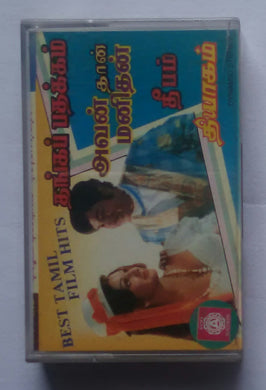 தங்கப் பதக்கம்
அவன் தான்
மனிதன்
தீபம்
தியாகம்
BEST TAMIL
FILM HITS